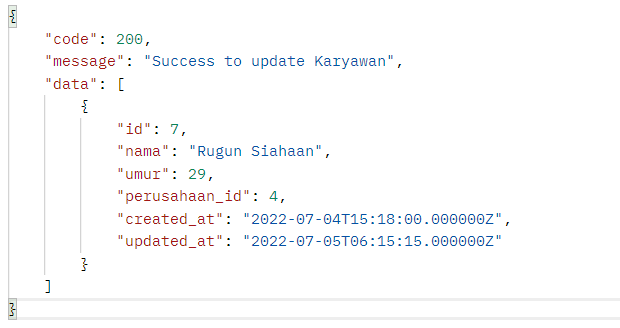 {
    "code": 200,
    "message": "Success to update Karyawan",
    "data": [
        {
            "id": 7,
            "nama": "Rugun Siahaan",
            "umur": 29,
            "perusahaan_id": 4,
            "created_at": "2022-07-04T15:18:00.000000Z",
            "updated_at": "2022-07-05T06:15:15.000000Z"
        }
    ]
}